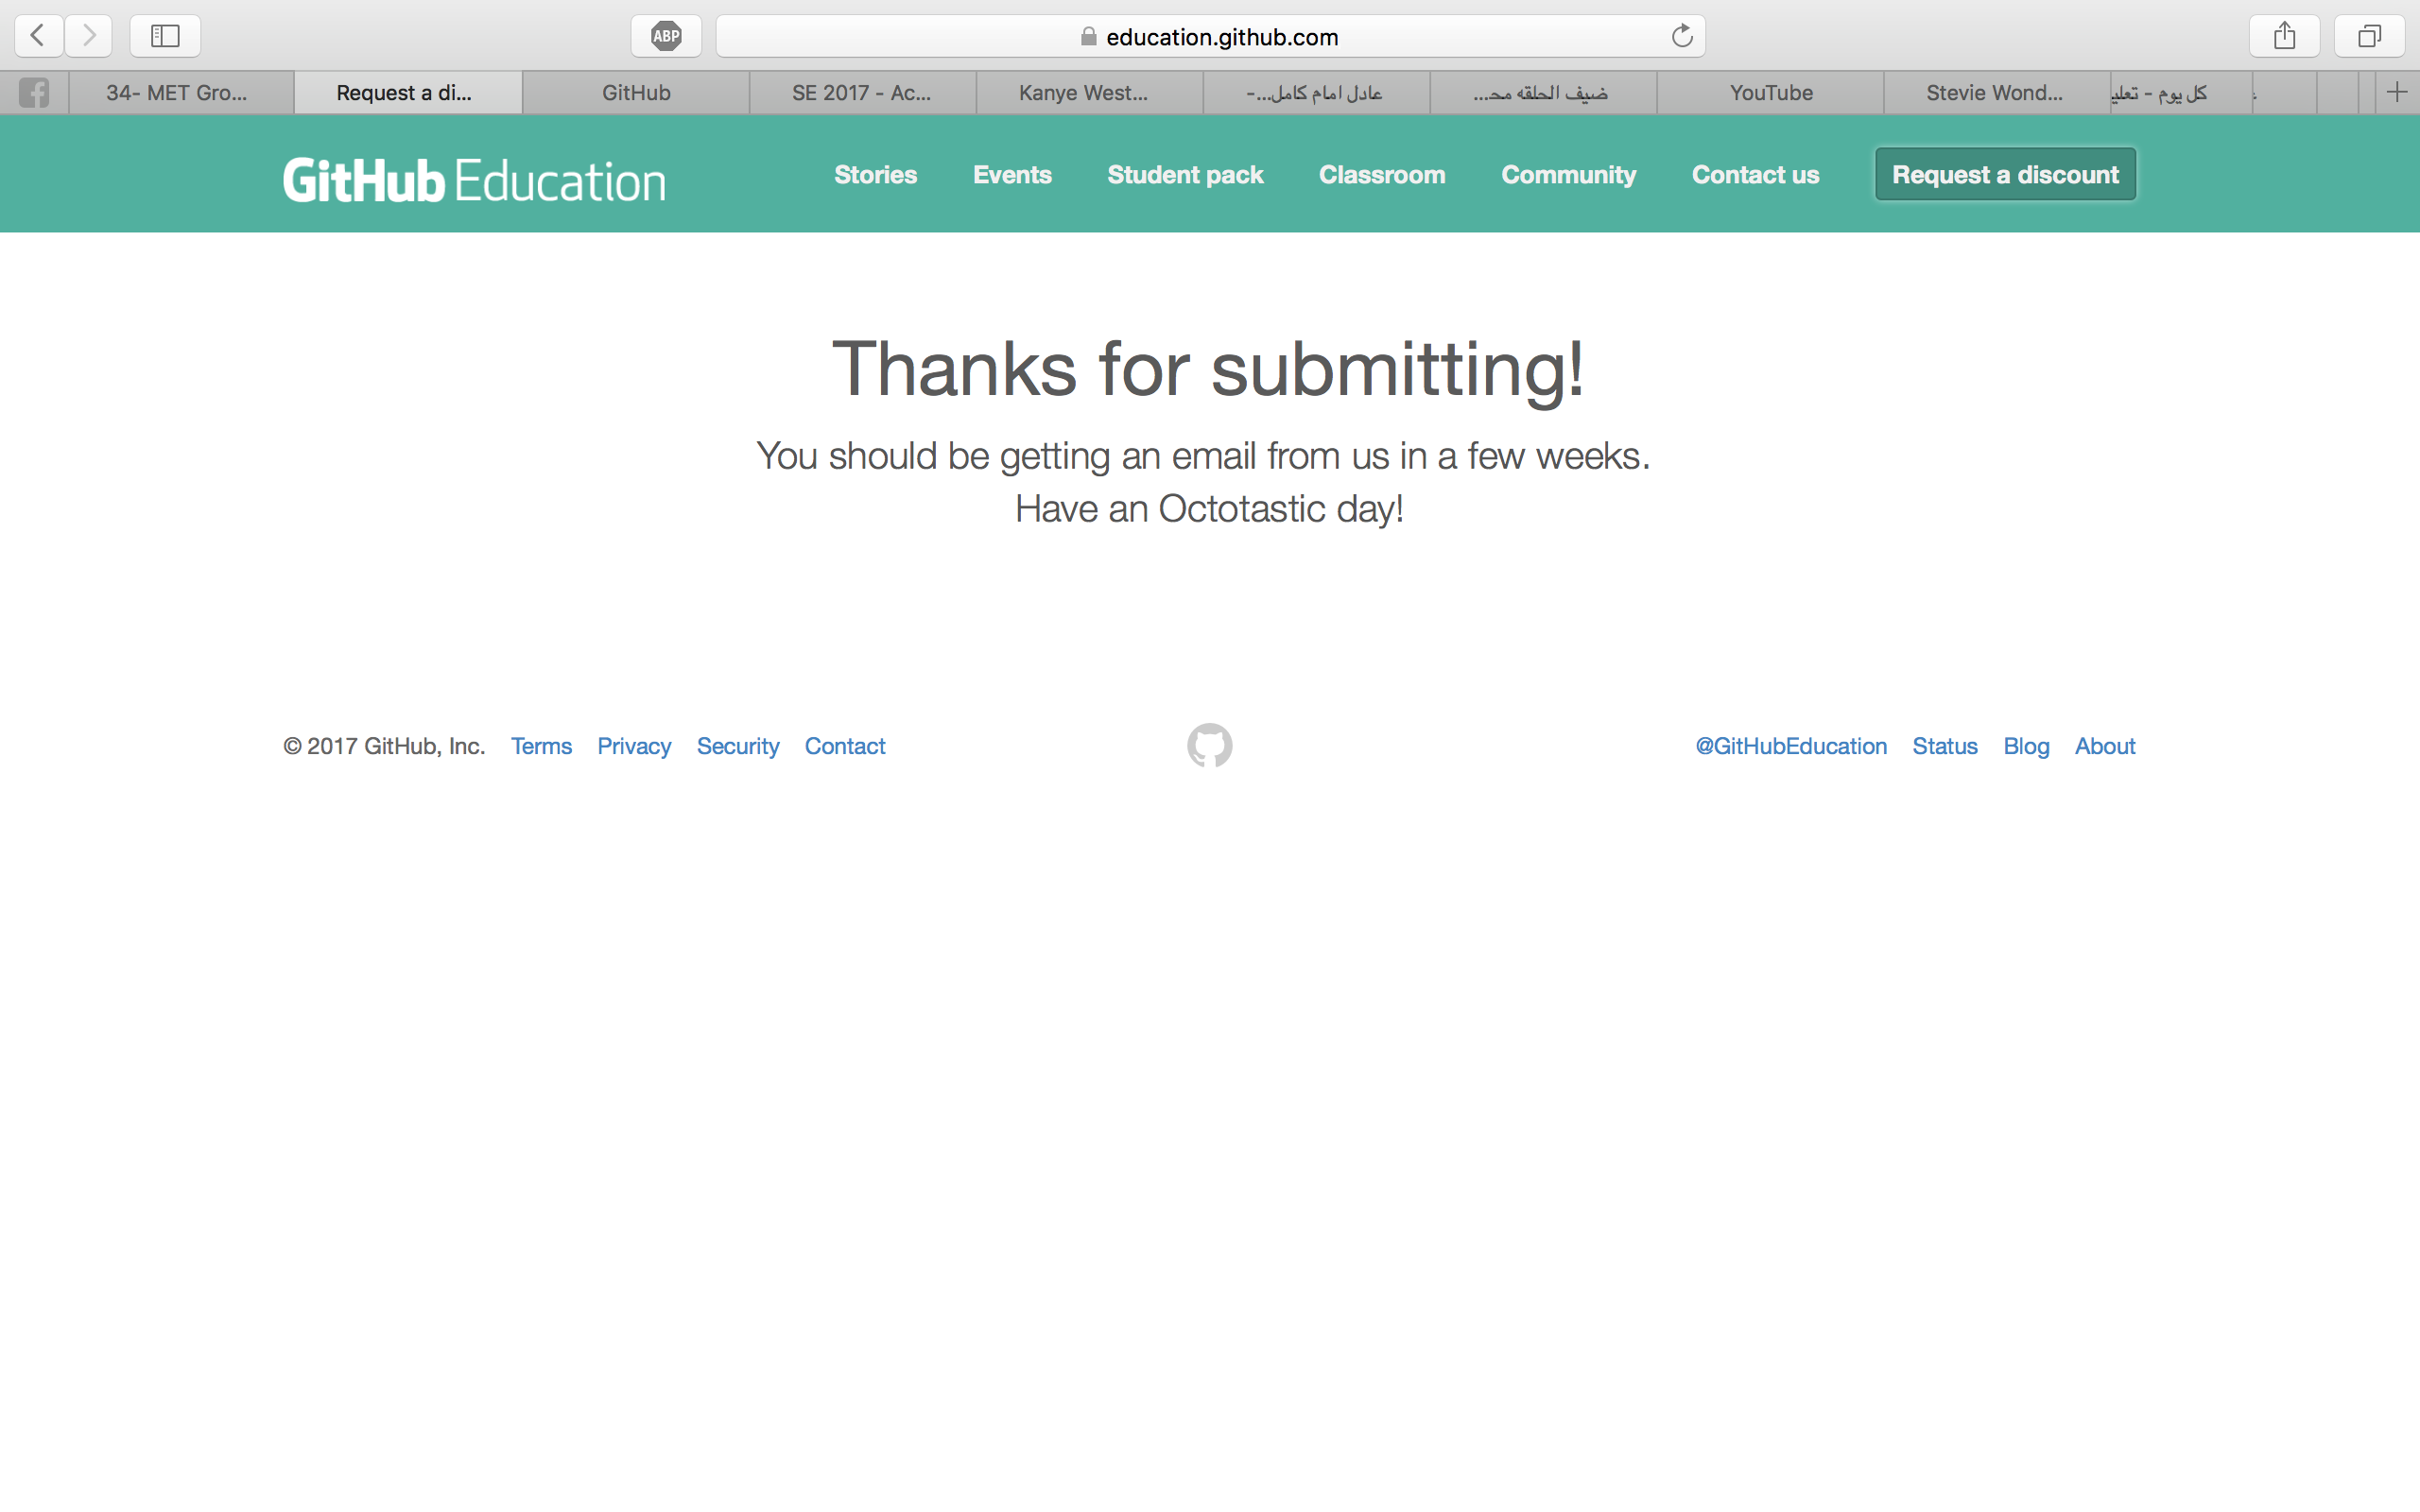 ABP
education.github.com
34- MET Gro...
Request a di...
GitHub
SE 2017 - Ac...
Kanye West...
عادل امام كامل...-
ضيف الحلقه مح...
YouTube
Stevie Wond...
كل يوم - تعلي
GitHub Education
Stories
Events
Student pack
Classroom
Community
Contact us
Request a discount
Thanks for submitting!
You should be getting an email from us in a few weeks.
Have an Octotastic day!
© 2017 GitHub, Inc. Terms Privacy Security Contact
@GitHubEducation Status Blog About